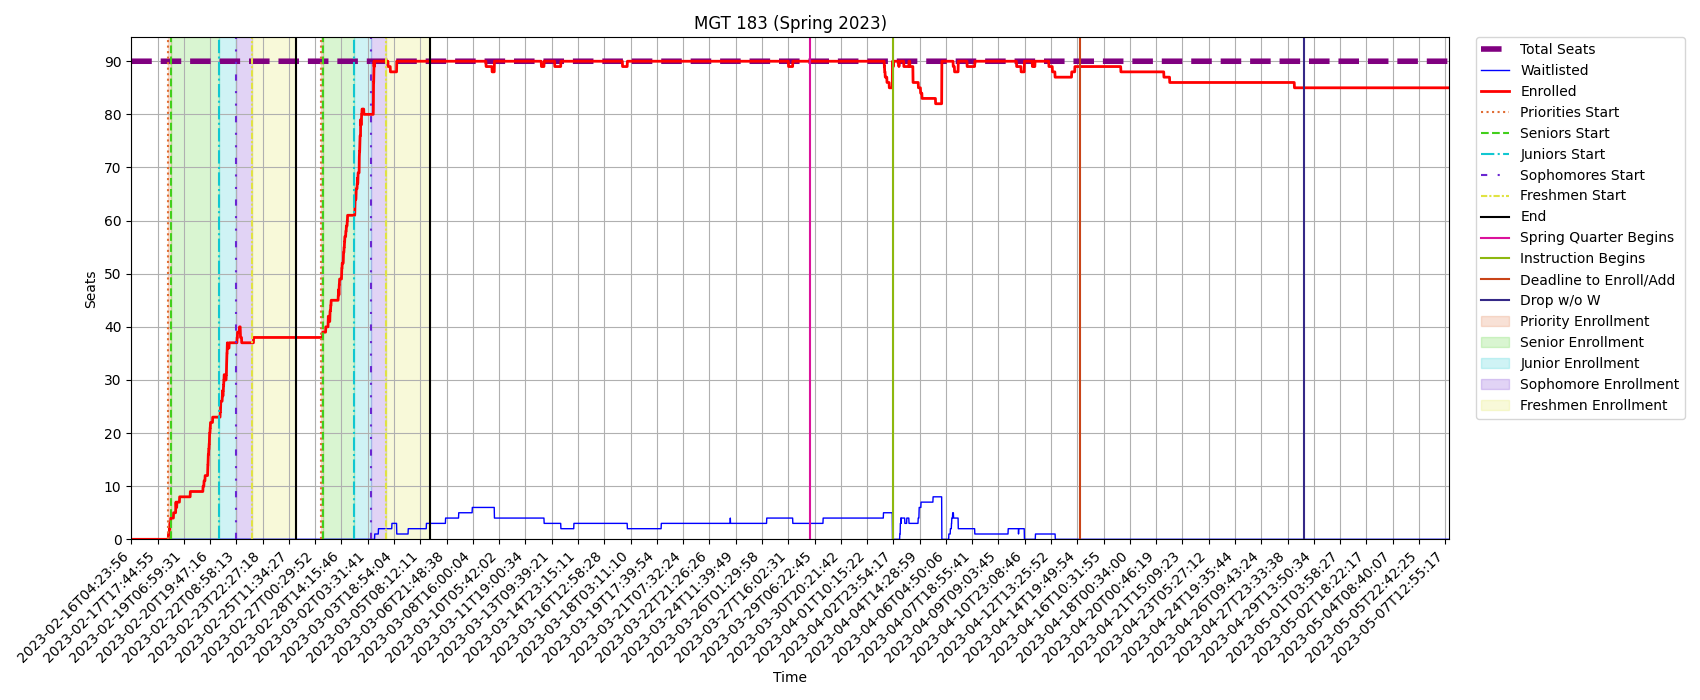 MGT 183 (Spring 2023)
Seats
90
80
70
60
50
40
30
20
10
0
2023-02-16T04:23:56
2023-02-17T17:44:55
2023-02-19T06:59:31
2023-02-20T19:47:16
2023-02-22T08:58:13
2023-02-23T22:27:18
2023-02-25T11:34:27
2023-02-27T00:29:52
2023-02-28T14:15:46
2023-03-02T03:31:41
2023-03-03T18:54:04
2023-03-05T08:12:11
2023-03-06T21:48:38
2023-03-08T16:00:04
2023-03-10T05:42:02
2023-03-11T19:00:34
2023-03-13T09:39:21
2023-03-14T23:15:11
2023-03-16T12:58:28
2023-03-18T03:11:10
2023-03-19T17:39:54
2023-03-21T07:32:24
2023-03-22T21:26:26
2023-03-24T11:39:49
2023-03-26T01:29:58
2023-03-27T16:02:31
2023-03-29T06:22:45
2023-03-30T20:21:42
2023-04-01T10:15:22
2023-04-02T23:54:17
2023-04-04T14:28:59
2023-04-06T04:50:06
2023-04-07T18:55:41
2023-04-09T09:03:45
2023-04-10T23:08:46
2023-04-12T13:25:52
2023-04-14T19:49:54
2023-04-16T10:31:55
2023-04-18T00:34:00
2023-04-20T00:46:19
2023-04-21T15:09:23
2023-04-23T05:27:12
2023-04-24T19:35:44
2023-04-26T09:43:24
2023-04-27T23:33:38
2023-04-29T13:50:34
2023-05-01T03:58:27
2023-05-02T18:22:17
2023-05-04T08:40:07
2023-05-05T22:42:25
2023-05-07T12:55:17
Time
Total Seats
Waitlisted
Enrolled
Priorities Start
Seniors Start
Juniors Start
Sophomores Start
Freshmen Start
End
Spring Quarter Begins
Instruction Begins
Deadline to Enroll/Add
Drop w/o W
Priority Enrollment
Senior Enrollment
Junior Enrollment
Sophomore Enrollment
Freshmen Enrollment